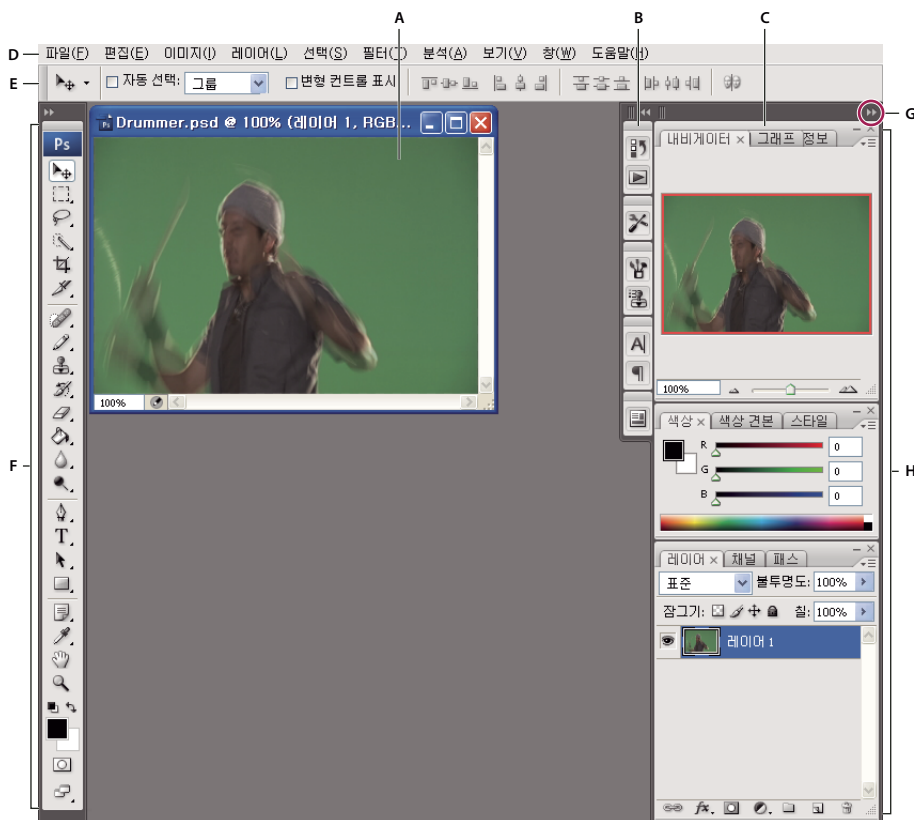 A B C
D 파일(F) 편집(E) 이미지(I) 레이어(L) 선택(S) 필터(T) 분석(A) 보기(V) 창(W) 도움말(H)
E 자동 선택: 그룹 변형 컨트롤 표시
G
Drummer.psd @ 100% (레이어 1, RGB...
Ps
내비게이터 × 그래프 정보
100%
100%
색상 × 색상 견본 스타일
R 0
G 0
B 0
F
H
레이어 × 채널 패스
표준 불투명도: 100%
잠그기: 칠: 100%
레이어 1